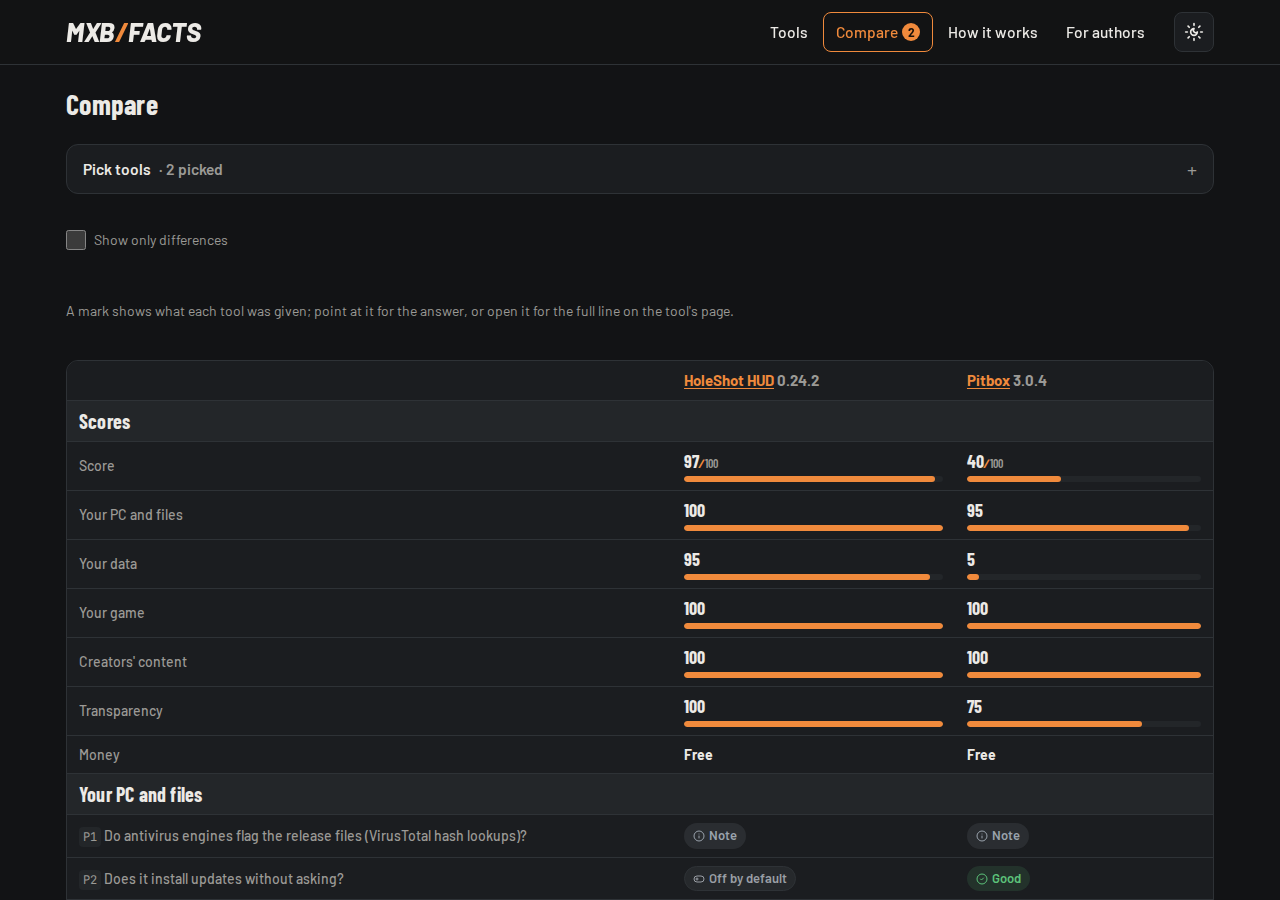 MXB/FACTS
Tools
Compare 2
How it works
For authors
Compare
Pick tools · 2 picked
+
Show only differences
A mark shows what each tool was given; point at it for the answer, or open it for the full line on the tool's page.
HoleShot HUD 0.24.2
Pitbox 3.0.4
Scores
Score
97/100
40/100
Your PC and files
100
95
Your data
95
5
Your game
100
100
Creators' content
100
100
Transparency
100
75
Money
Free
Free
Your PC and files
P1 Do antivirus engines flag the release files (VirusTotal hash lookups)?
Note
Note
P2 Does it install updates without asking?
Off by default
Good